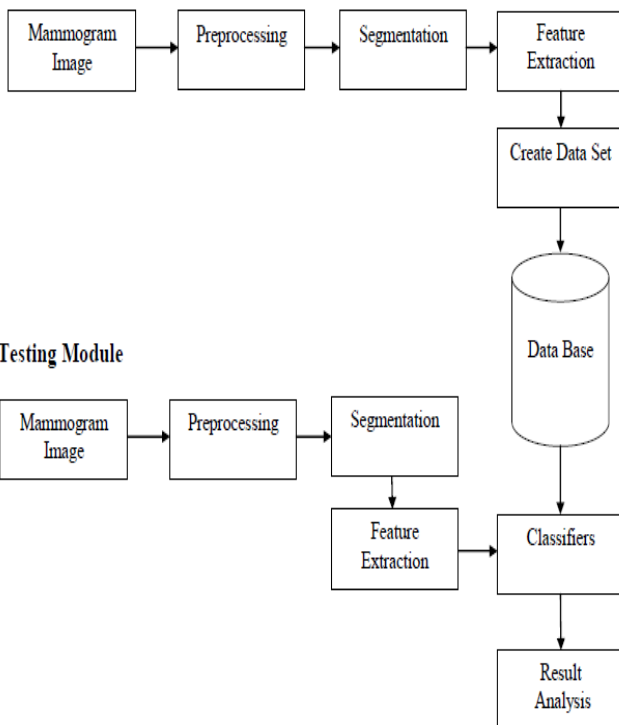 Mammogram
Image
Preprocessing
Segmentation
Feature
Extraction
Create Data Set
Data Base
Testing Module
Mammogram
Image
Preprocessing
Segmentation
Feature
Extraction
Classifiers
Result
Analysis